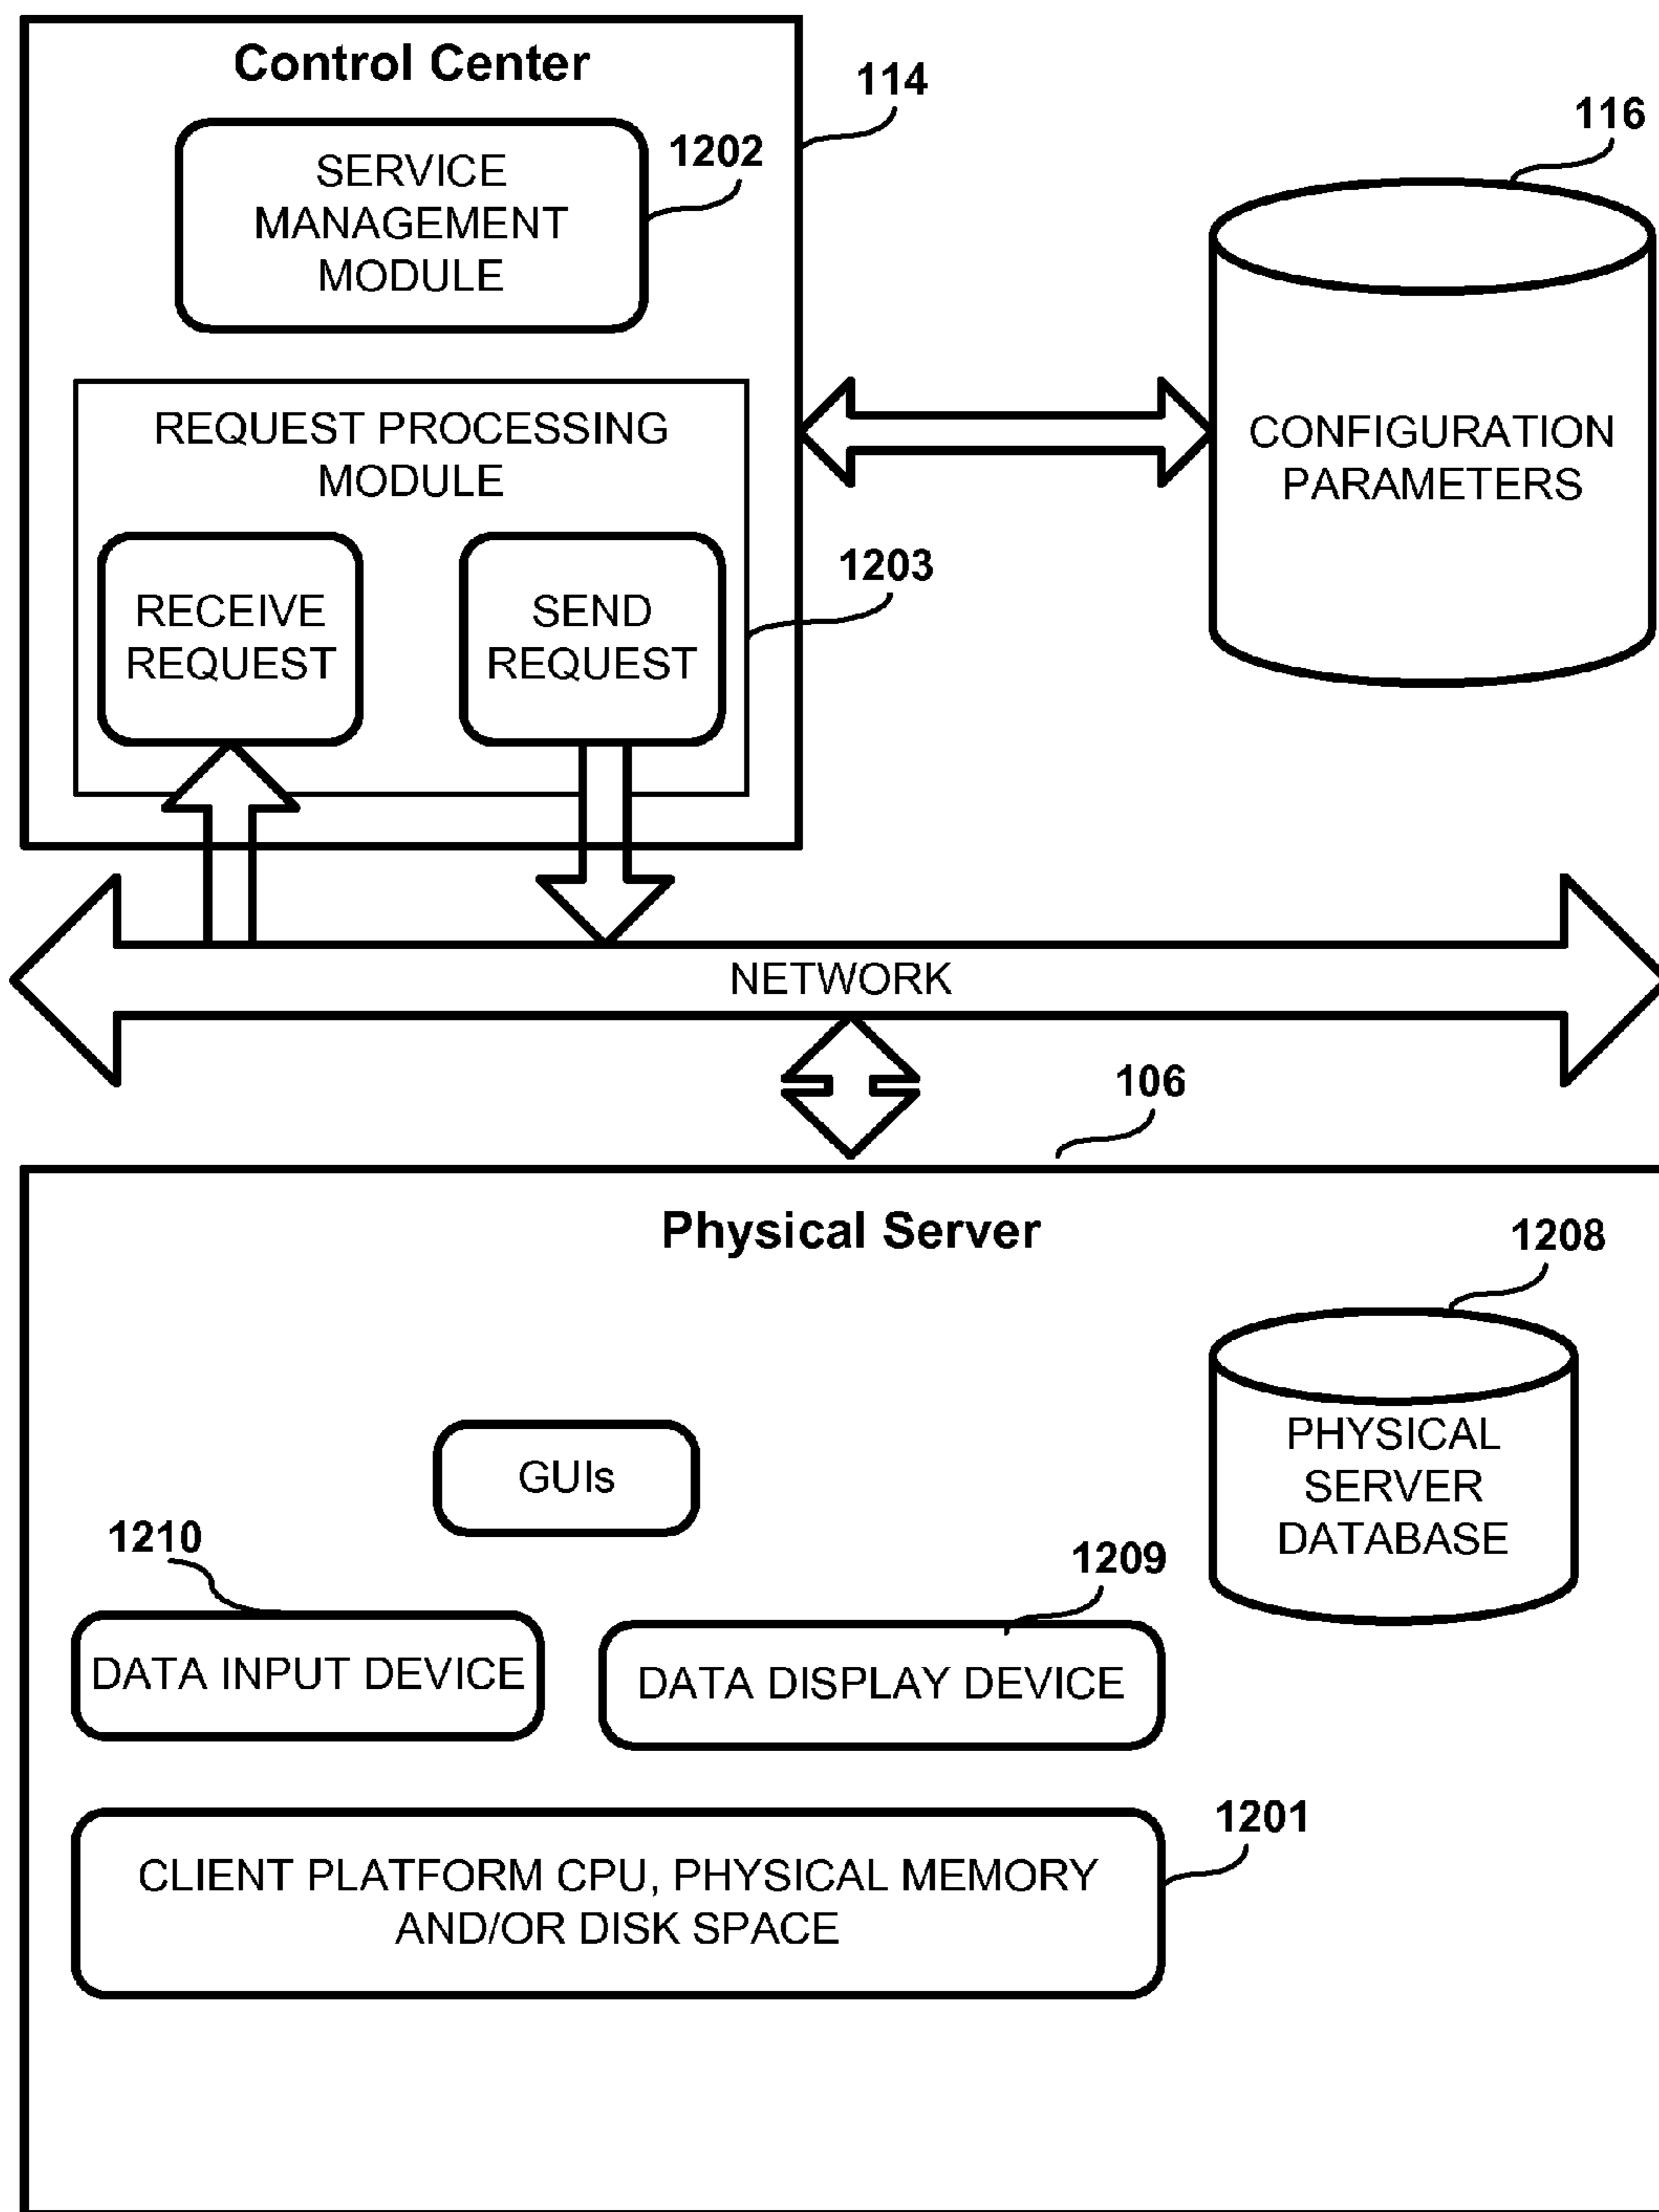 Control Center
114
116
SERVICE
MANAGEMENT
MODULE
1202
REQUEST PROCESSING
MODULE
CONFIGURATION
PARAMETERS
1203
RECEIVE
REQUEST
SEND
REQUEST
NETWORK
106
Physical Server
1208
PHYSICAL
SERVER
DATABASE
GUIs
1210
1209
DATA INPUT DEVICE
DATA DISPLAY DEVICE
1201
CLIENT PLATFORM CPU, PHYSICAL MEMORY
AND/OR DISK SPACE